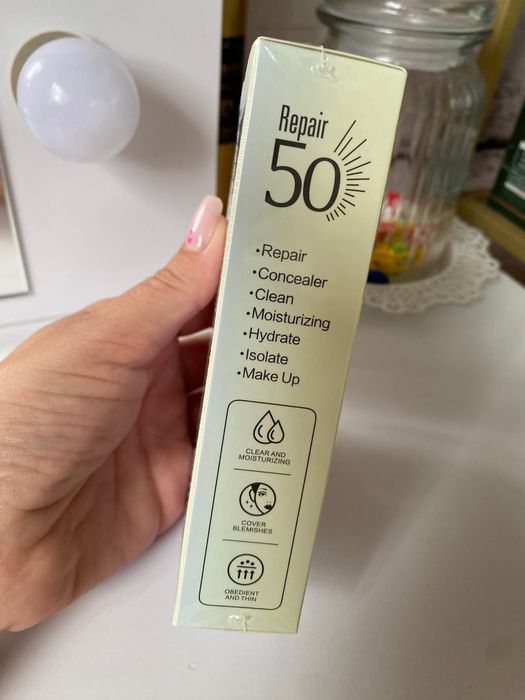 Repair
50
•Repair
•Concealer
•Clean
•Moisturizing
•Hydrate
•Isolate
•Make Up
CLEAR AND
MOISTURIZING
COVER
BLEMISHES
OBEDIENT
AND THIN